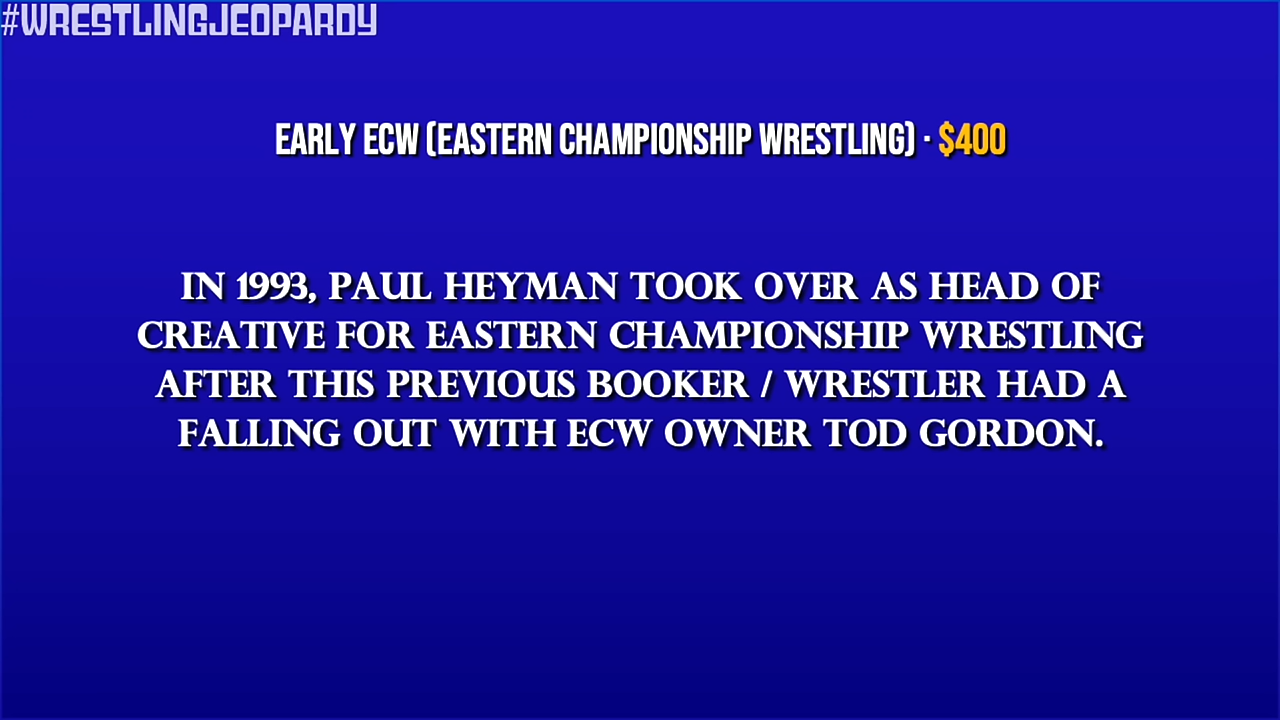 #WRESTLINGJEOPARDY
EARLY ECW (EASTERN CHAMPIONSHIP WRESTLING) · $400
IN 1993, PAUL HEYMAN TOOK OVER AS HEAD OF
CREATIVE FOR EASTERN CHAMPIONSHIP WRESTLING
AFTER THIS PREVIOUS BOOKER / WRESTLER HAD A
FALLING OUT WITH ECW OWNER TOD GORDON.